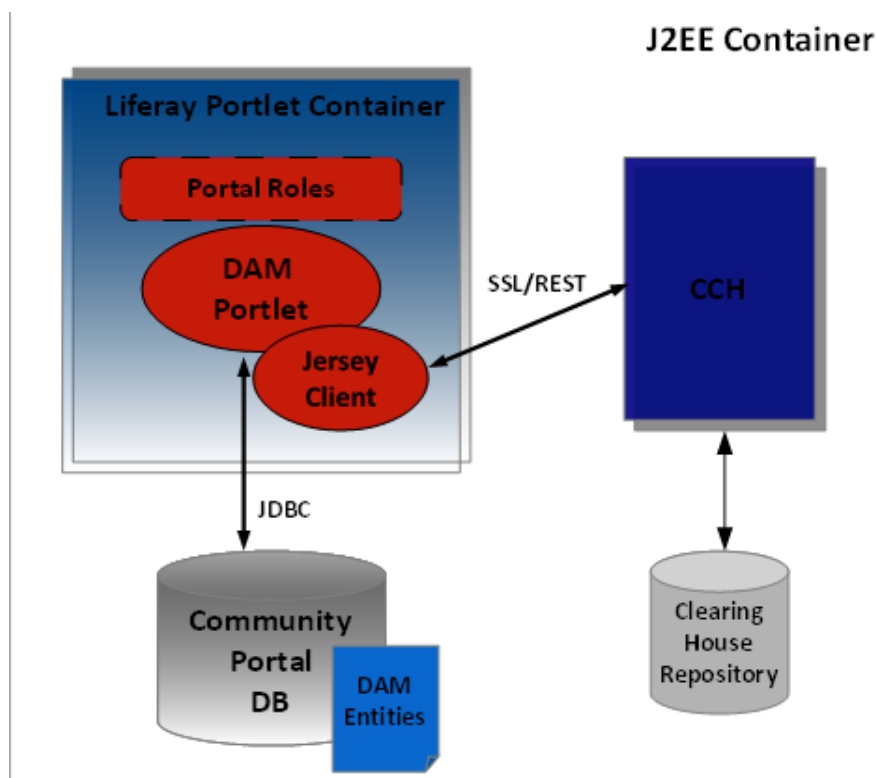 J2EE Container
Liferay Portlet Container
Portal Roles
DAM
Portlet
Jersey
Client
SSL/REST
CCH
JDBC
Community
Portal
DB
DAM
Entities
Clearing
House
Repository